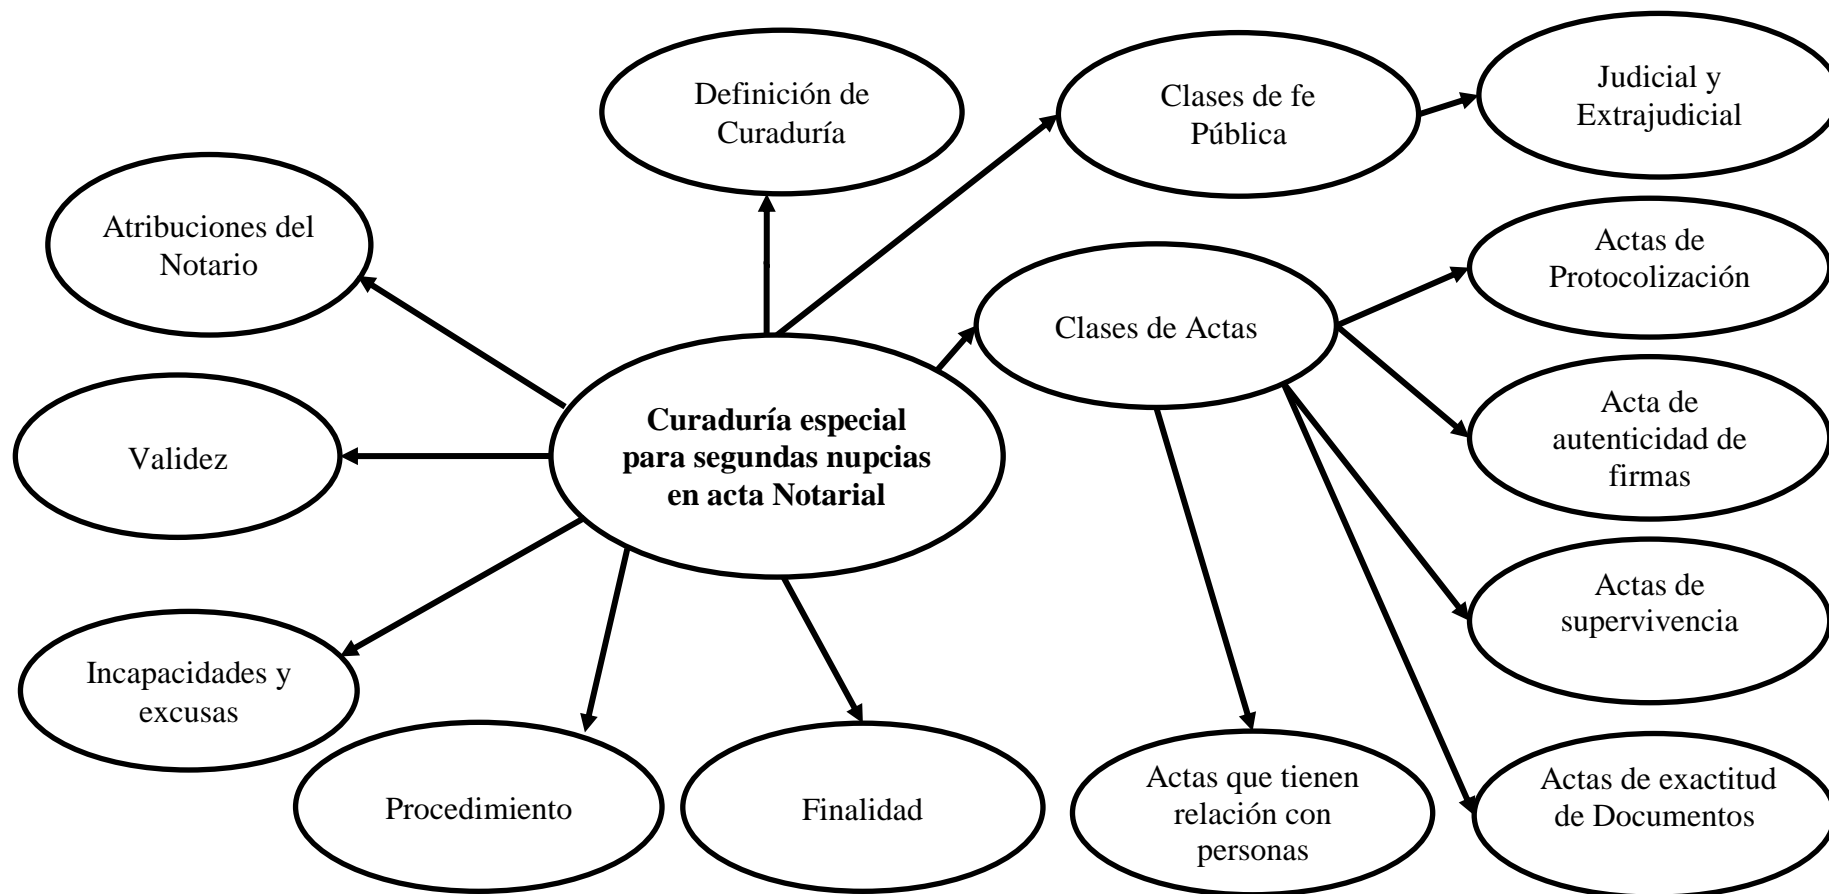 Definición de
Curaduría
Clases de fe
Pública
Judicial y
Extrajudicial
Atribuciones del
Notario
Actas de
Protocolización
Clases de Actas
Validez
Curaduría especial
para segundas nupcias
en acta Notarial
Acta de
autenticidad de
firmas
Actas de
supervivencia
Incapacidades y
excusas
Procedimiento
Finalidad
Actas que tienen
relación con
personas
Actas de exactitud
de Documentos